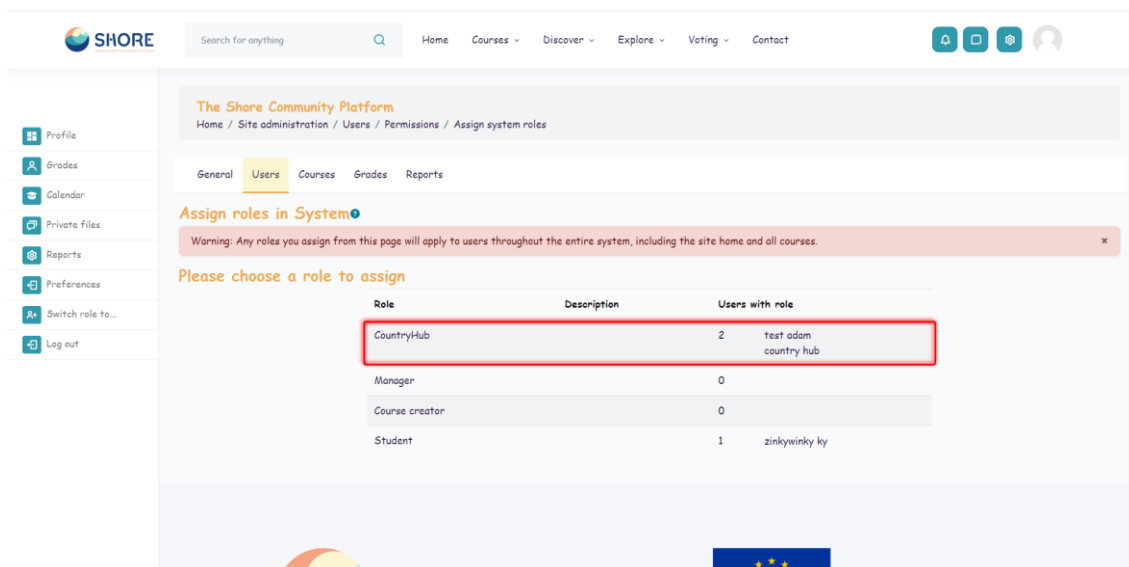 SHORE
Search for anything
Home Courses Discover Explore Voting Contact
The Shore Community Platform
Home / Site administration / Users / Permissions / Assign system roles
Profile
Grades
Calendar
Private files
Reports
Preferences
Switch role to...
Log out
General Users Courses Grades Reports
Assign roles in System
Warning: Any roles you assign from this page will apply to users throughout the entire system, including the site home and all courses.
Please choose a role to assign
Role Description Users with role
CountryHub 2 test adam
country hub
Manager 0
Course creator 0
Student 1 zinkywinky ky